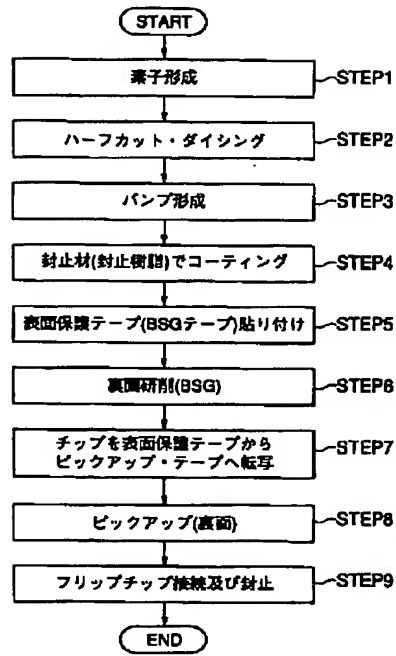 START
素子形成 STEP1
ハーフカット・ダイシング STEP2
バンプ形成 STEP3
封止材(封止樹脂)でコーティング STEP4
表面保護テープ(BSGテープ)貼り付け STEP5
裏面研削(BSG) STEP6
チップを表面保護テープから
ピックアップ・テープへ転写 STEP7
ピックアップ(裏面) STEP8
フリップチップ接続及び封止 STEP9
END